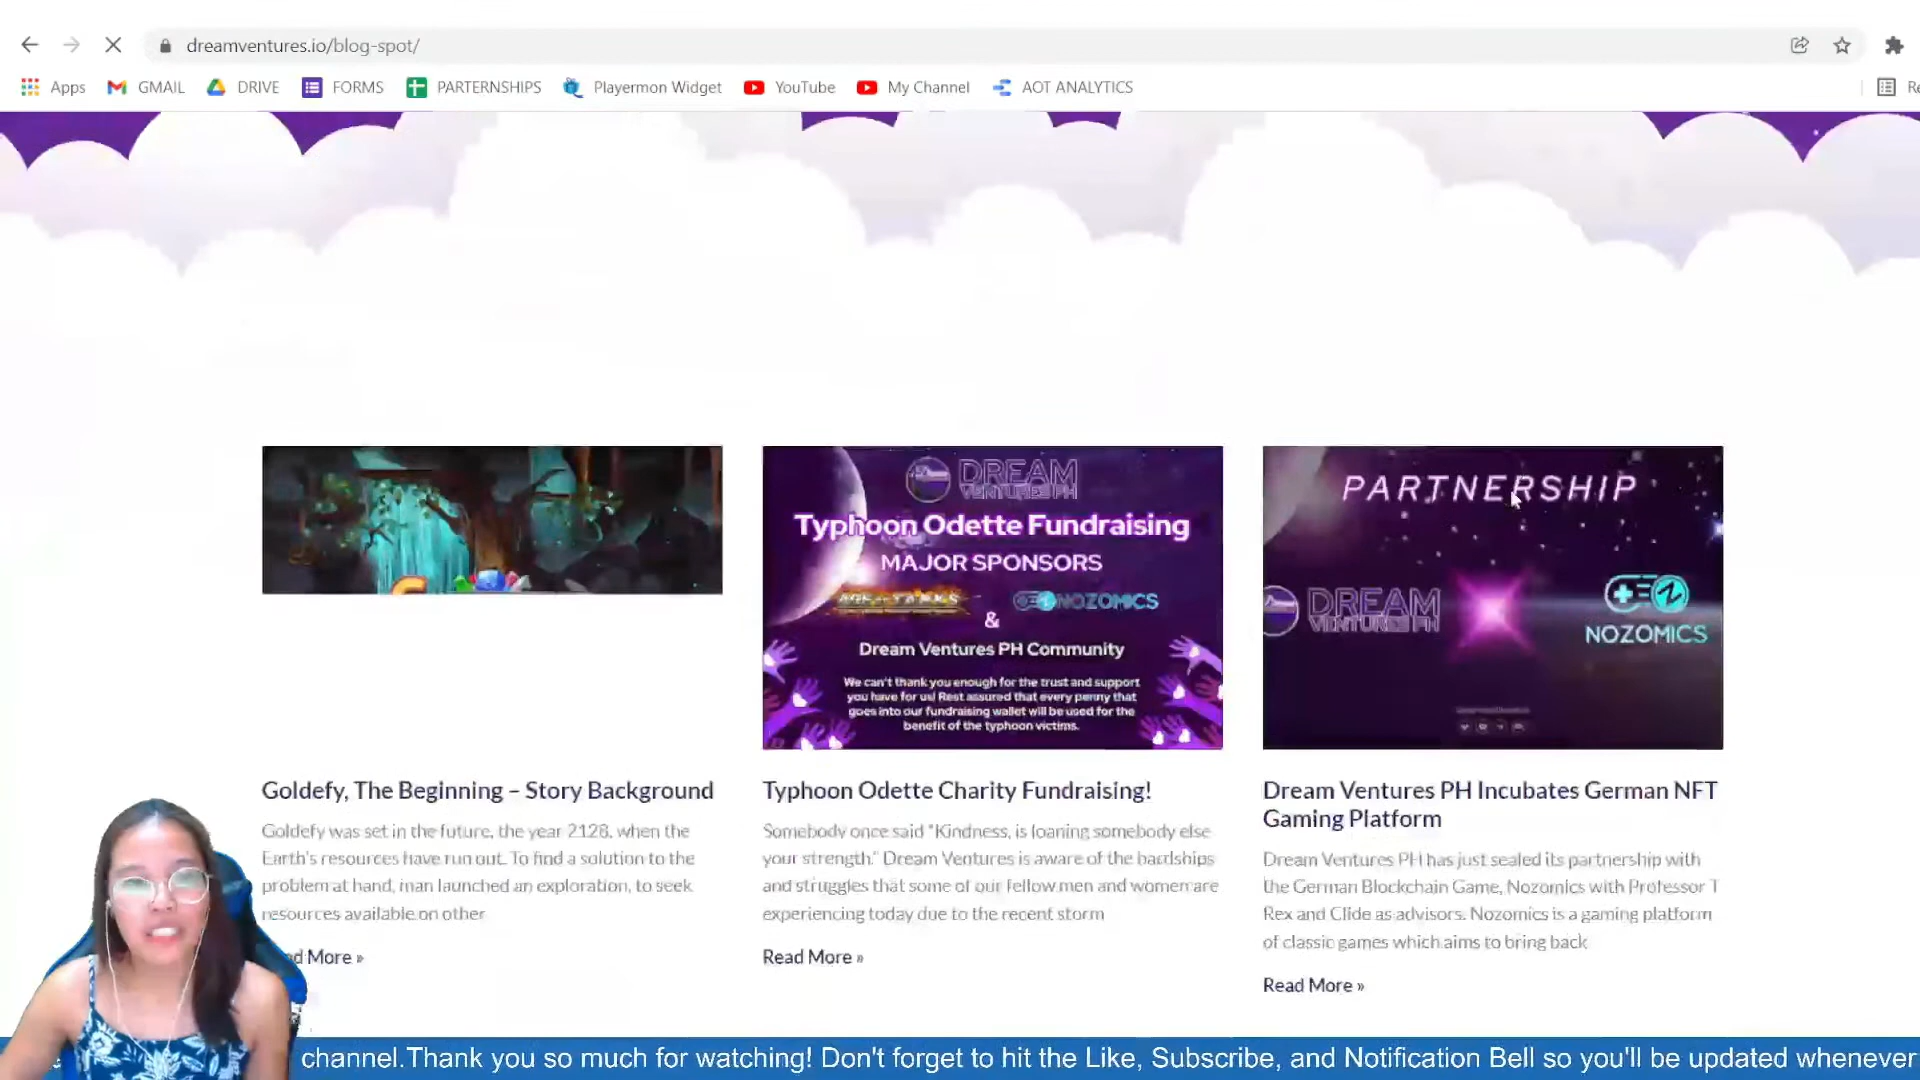 dreamventures.io/blog-spot/
Apps GMAIL DRIVE FORMS PARTERNSHIPS Playermon Widget YouTube My Channel AOT ANALYTICS Re
DREAM
VENTURES PH
Typhoon Odette Fundraising
MAJOR SPONSORS
AGE of TANKS NOZOMICS
&
Dream Ventures PH Community
We can't thank you enough for the trust and support
you have for us! Rest assured that every penny that
goes into our fundraising wallet will be used for the
benefit of the typhoon victims.
PARTNERSHIP
DREAM
VENTURES PH
NOZOMICS
Goldefy, The Beginning – Story Background
Goldefy was set in the future, the year 2128, when the
Earth's resources have run out. To find a solution to the
problem at hand, man launched an exploration, to seek
resources available on other
ad More »
Typhoon Odette Charity Fundraising!
Somebody once said "Kindness, is loaning somebody else
your strength." Dream Ventures is aware of the hardships
and struggles that some of our fellow men and women are
experiencing today due to the recent storm
Read More »
Dream Ventures PH Incubates German NFT
Gaming Platform
Dream Ventures PH has just sealed its partnership with
the German Blockchain Game, Nozomics with Professor T
Rex and Clide as advisors. Nozomics is a gaming platform
of classic games which aims to bring back
Read More »
channel.Thank you so much for watching! Don't forget to hit the Like, Subscribe, and Notification Bell so you'll be updated whenever